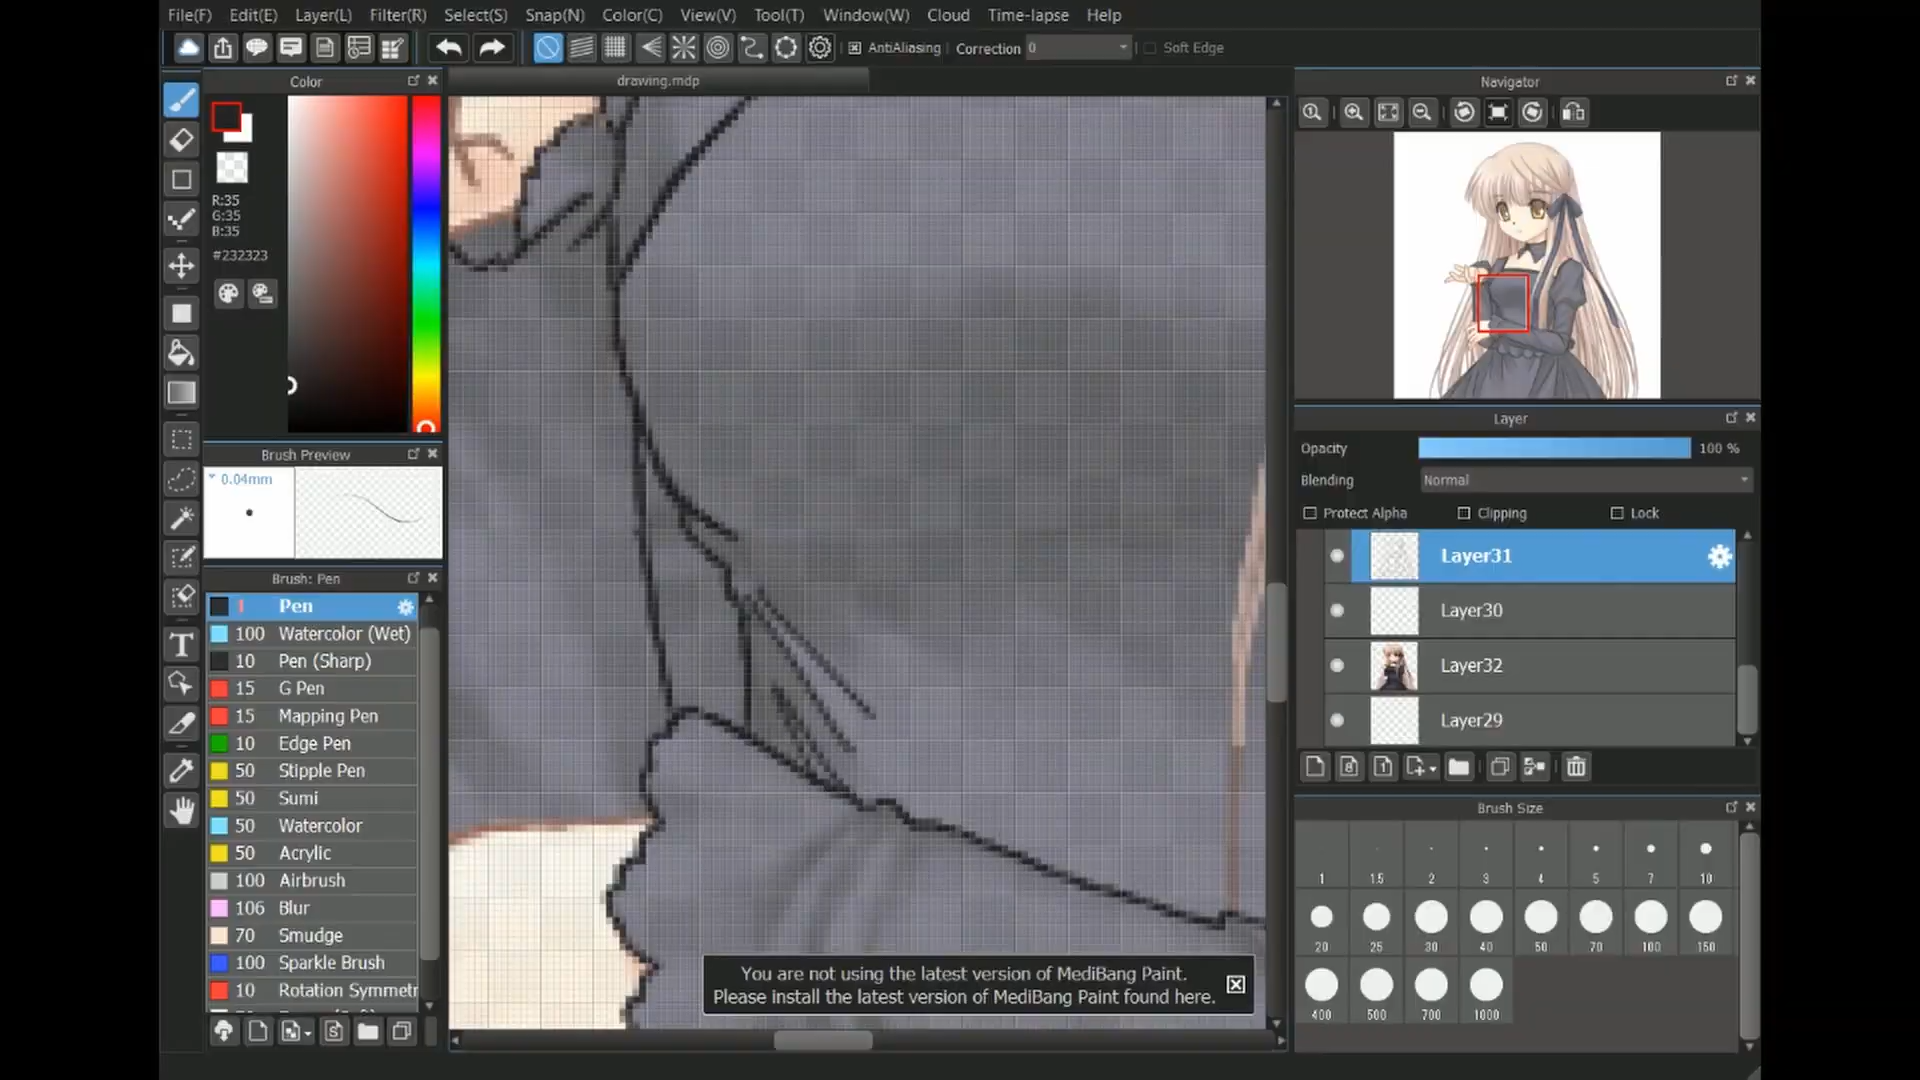 File(F) Edit(E) Layer(L) Filter(R) Select(S) Snap(N) Color(C) View(V) Tool(T) Window(W) Cloud Time-lapse Help
AntiAliasing Correction 0 Soft Edge
Color
R:35
G:35
B:35
#232323
Brush Preview
0.04mm
Brush: Pen
Pen
100 Watercolor (Wet)
10 Pen (Sharp)
15 G Pen
15 Mapping Pen
10 Edge Pen
50 Stipple Pen
50 Sumi
50 Watercolor
50 Acrylic
100 Airbrush
106 Blur
70 Smudge
100 Sparkle Brush
10 Rotation Symmetr
drawing.mdp
You are not using the latest version of MediBang Paint.
Please install the latest version of MediBang Paint found here.
Navigator
Layer
Opacity 100 %
Blending Normal
Protect Alpha Clipping Lock
Layer31
Layer30
Layer32
Layer29
Brush Size
1 1.5 2 3 4 5 7 10
20 25 30 40 50 70 100 150
400 500 700 1000